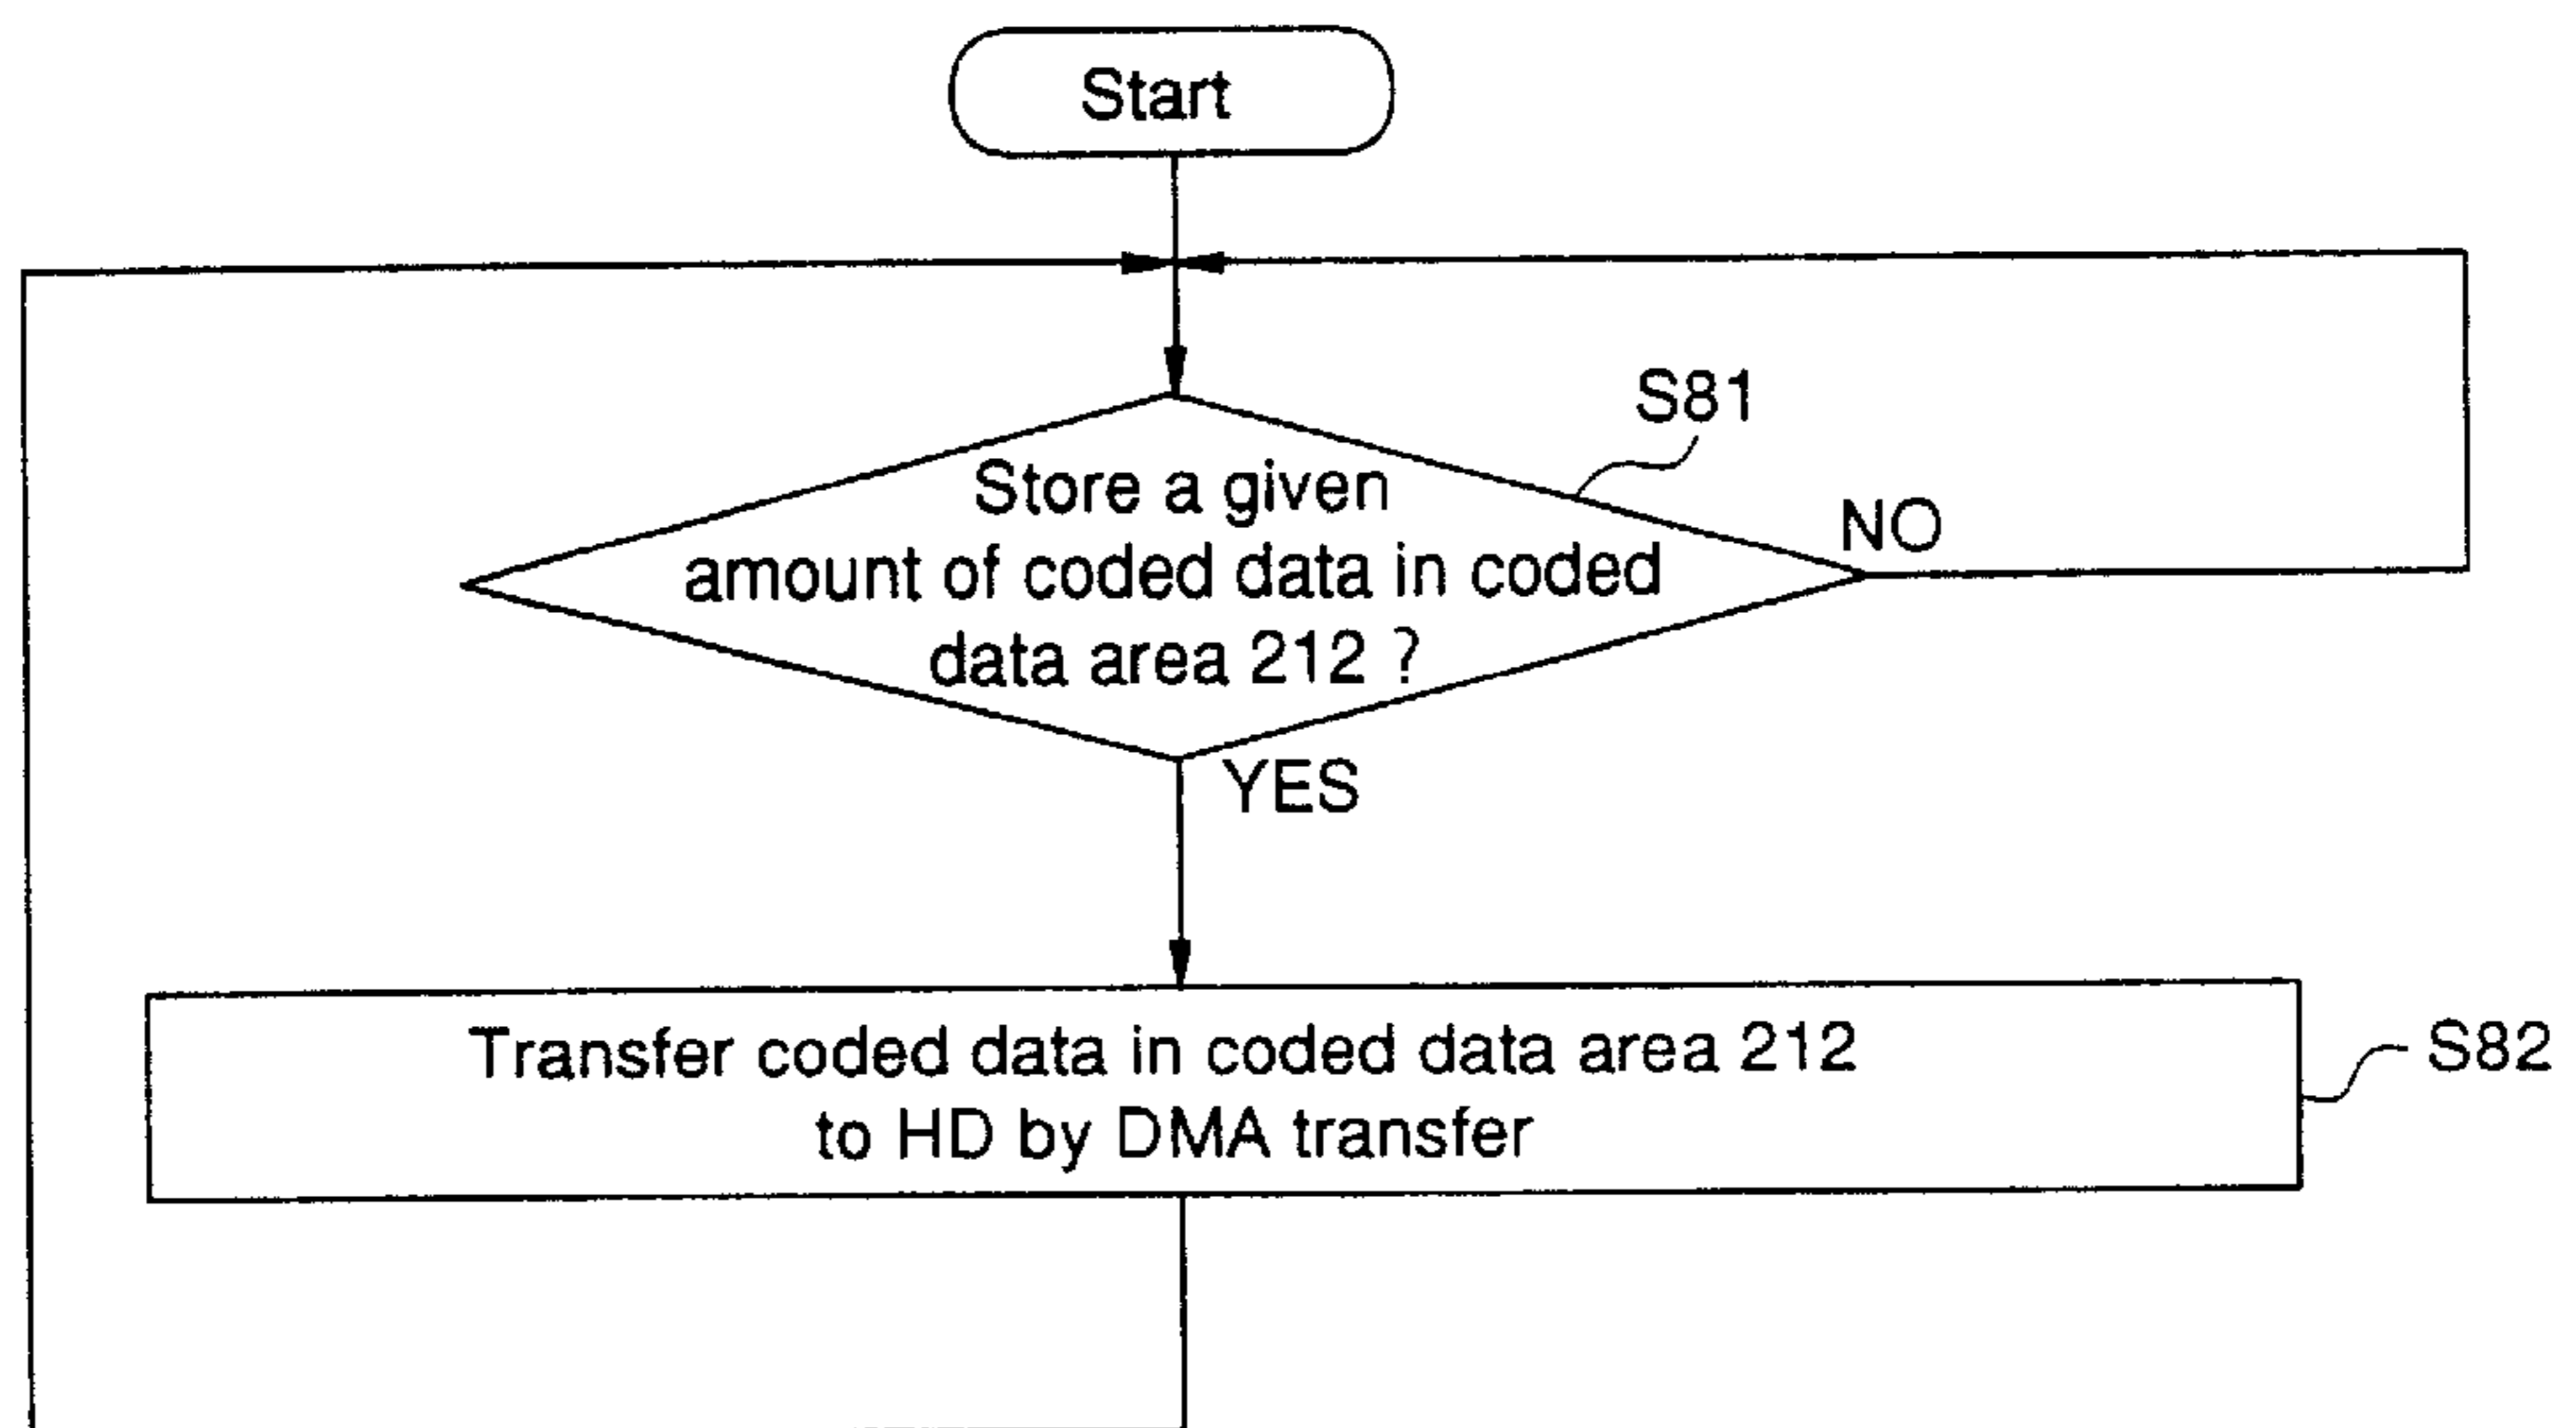 Start
S81
Store a given
NO
amount of coded data in coded
data area 212 ?
YES
Transfer coded data in coded data area 212
S82
to HD by DMA transfer